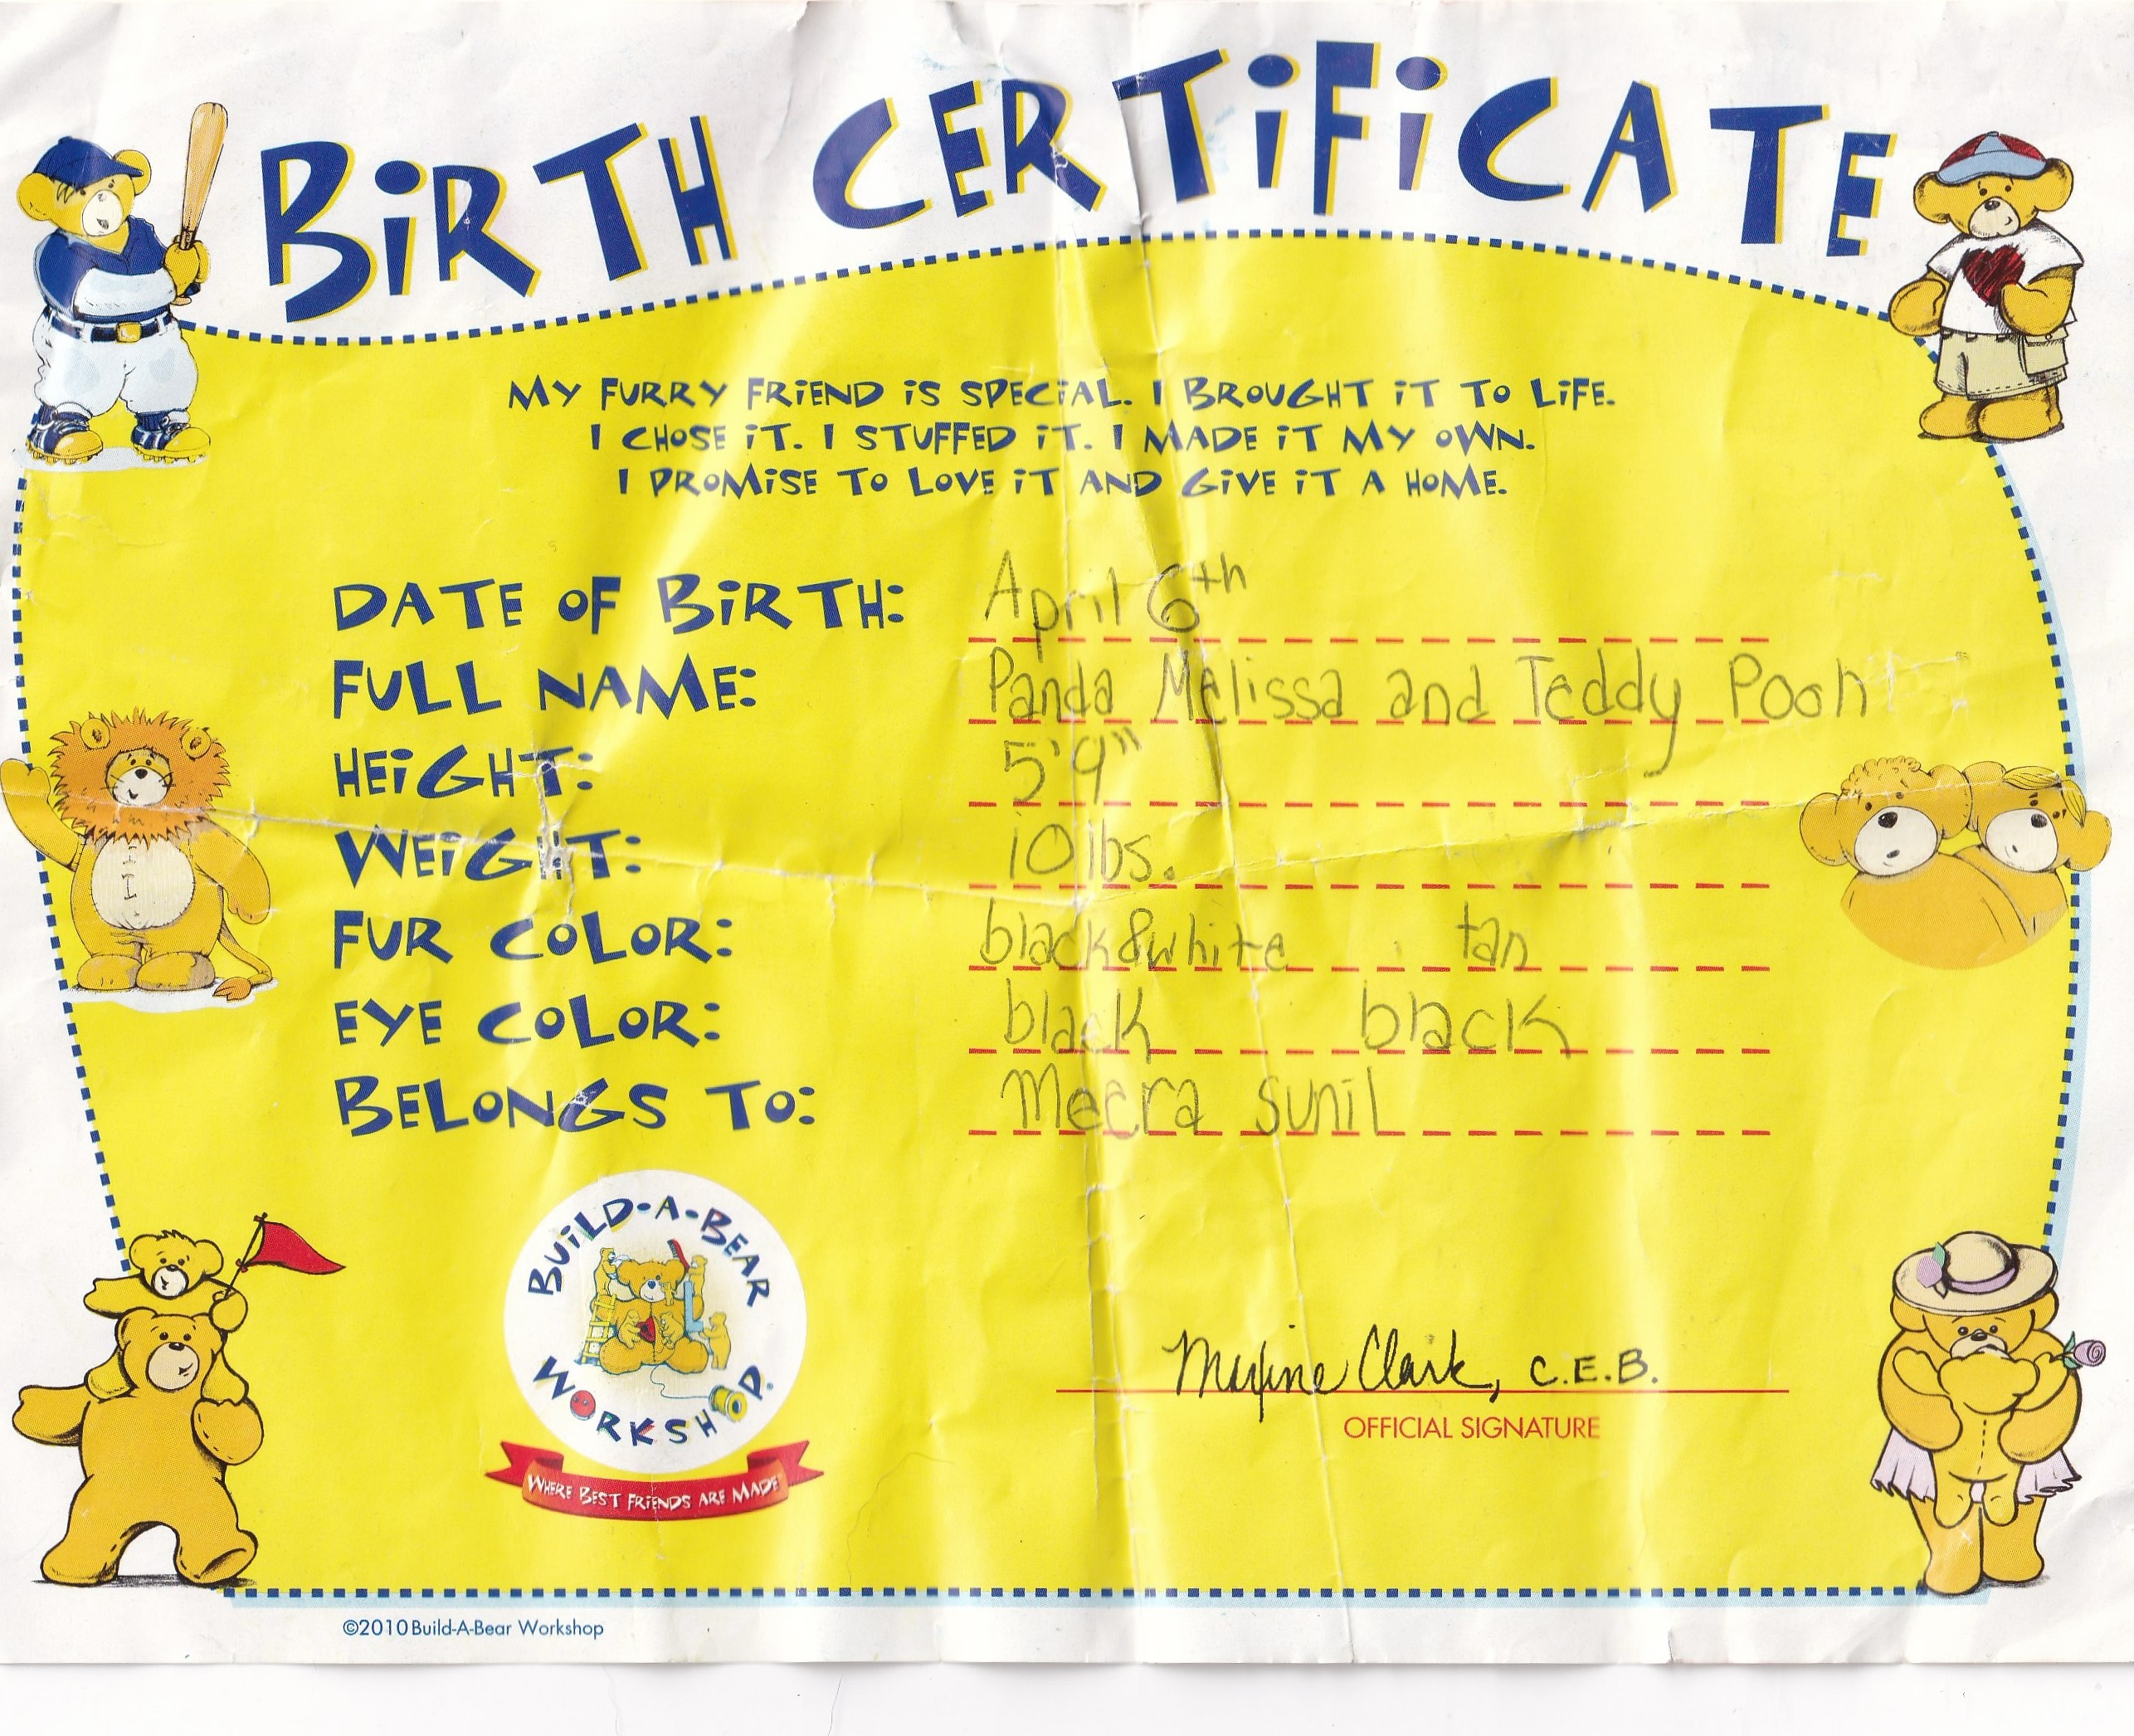 BiRTH CERTiFiCATE
MY FURRY FRiEND iS SPECiAL. I BROUGHT iT TO LiFE.
I CHOSE iT. I STUFFED iT. I MADE iT MY OWN.
I PROMiSE TO LOVE iT AND GiVE iT A HOME.
DATE OF BiRTH: April 6th
FULL NAME: Panda Melissa and Teddy Pooh
HEiGHT: 5'9"
WEiGHT: 10 lbs.
FUR COLOR: black & white tan
EYE COLOR: black black
BELONGS TO: Meera Sunil
BUiLD-A-BEAR
WORKSHOP.
WHERE BEST FRiENDS ARE MADE
Maxine Clark, C.E.B.
OFFICIAL SIGNATURE
©2010 Build-A-Bear Workshop